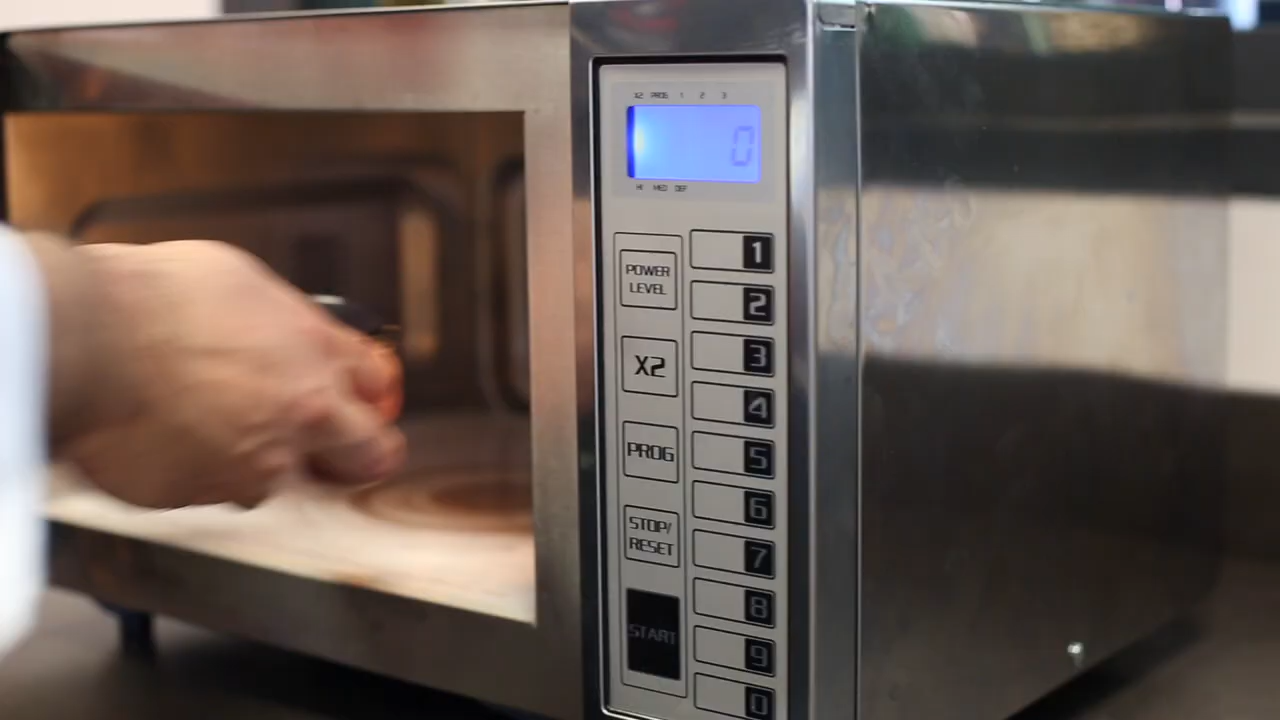 X2 PROG 1 2 3
0
HI MED DEF
POWER
LEVEL
X2
PROG
STOP/
RESET
START
1
2
3
4
5
6
7
8
9
0